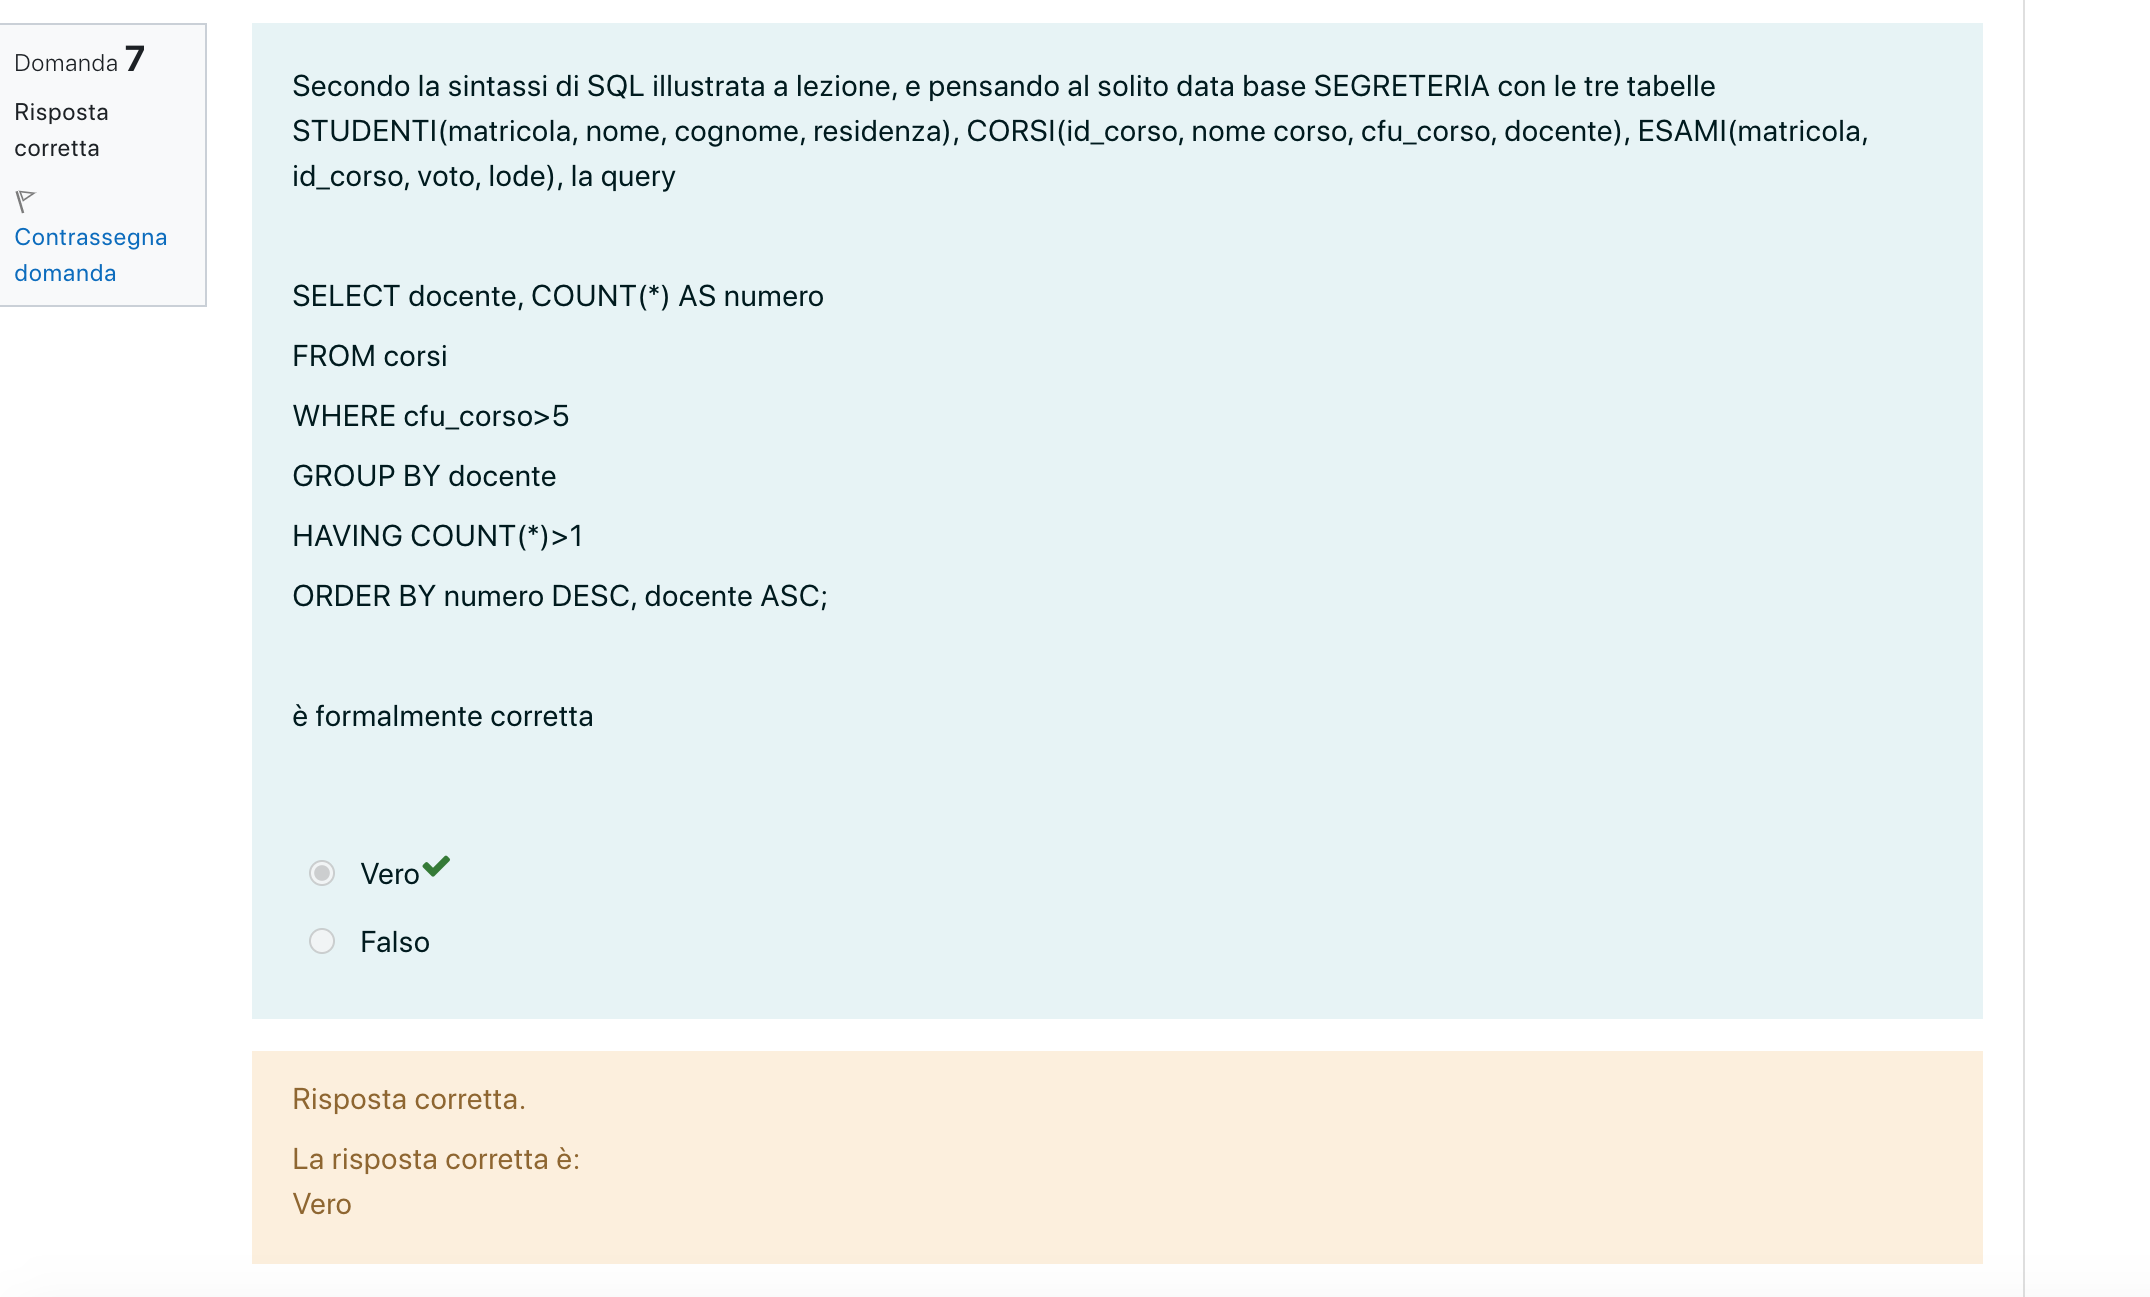 Domanda 7
Risposta
corretta
Contrassegna
domanda
Secondo la sintassi di SQL illustrata a lezione, e pensando al solito data base SEGRETERIA con le tre tabelle
STUDENTI(matricola, nome, cognome, residenza), CORSI(id_corso, nome corso, cfu_corso, docente), ESAMI(matricola,
id_corso, voto, lode), la query
SELECT docente, COUNT(*) AS numero
FROM corsi
WHERE cfu_corso>5
GROUP BY docente
HAVING COUNT(*)>1
ORDER BY numero DESC, docente ASC;
è formalmente corretta
Vero
Falso
Risposta corretta.
La risposta corretta è:
Vero